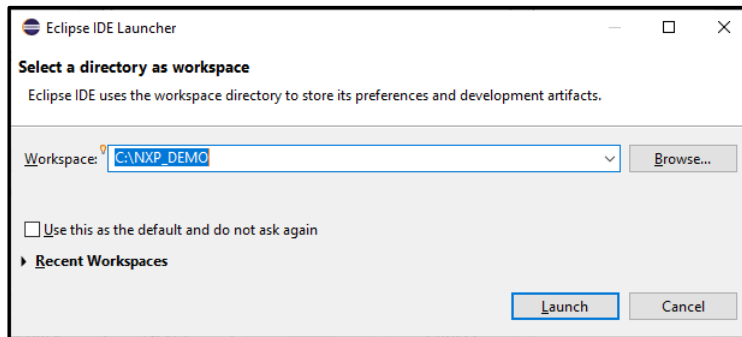 Eclipse IDE Launcher
Select a directory as workspace
Eclipse IDE uses the workspace directory to store its preferences and development artifacts.
Workspace: C:\NXP_DEMO Browse...
Use this as the default and do not ask again
Recent Workspaces
Launch Cancel